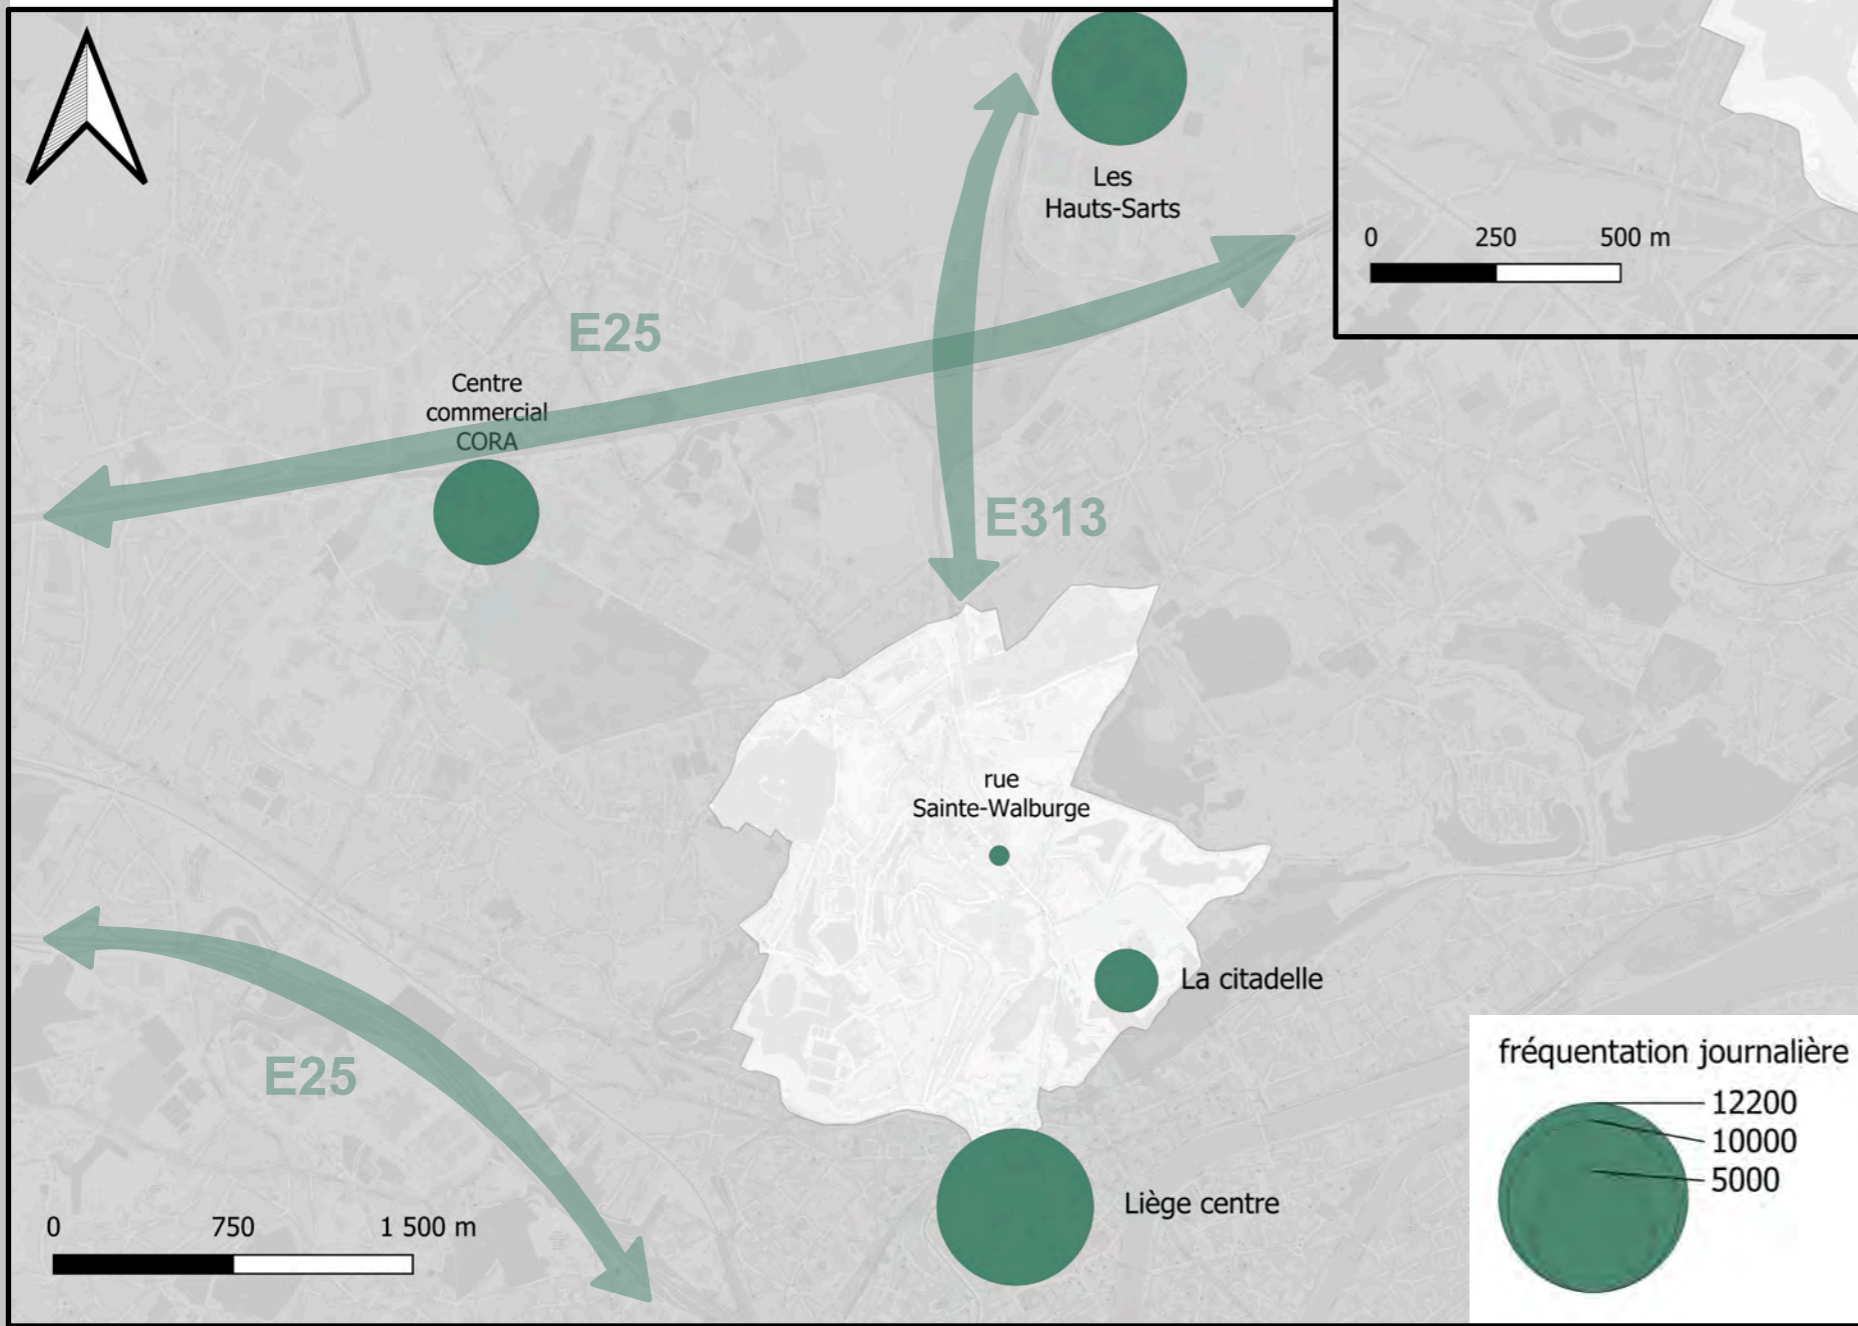 Les
Hauts-Sarts
0 250 500 m
E25
Centre
commercial
CORA
E313
rue
Sainte-Walburge
La citadelle
E25
Liège centre
0 750 1 500 m
fréquentation journalière
12200
10000
5000